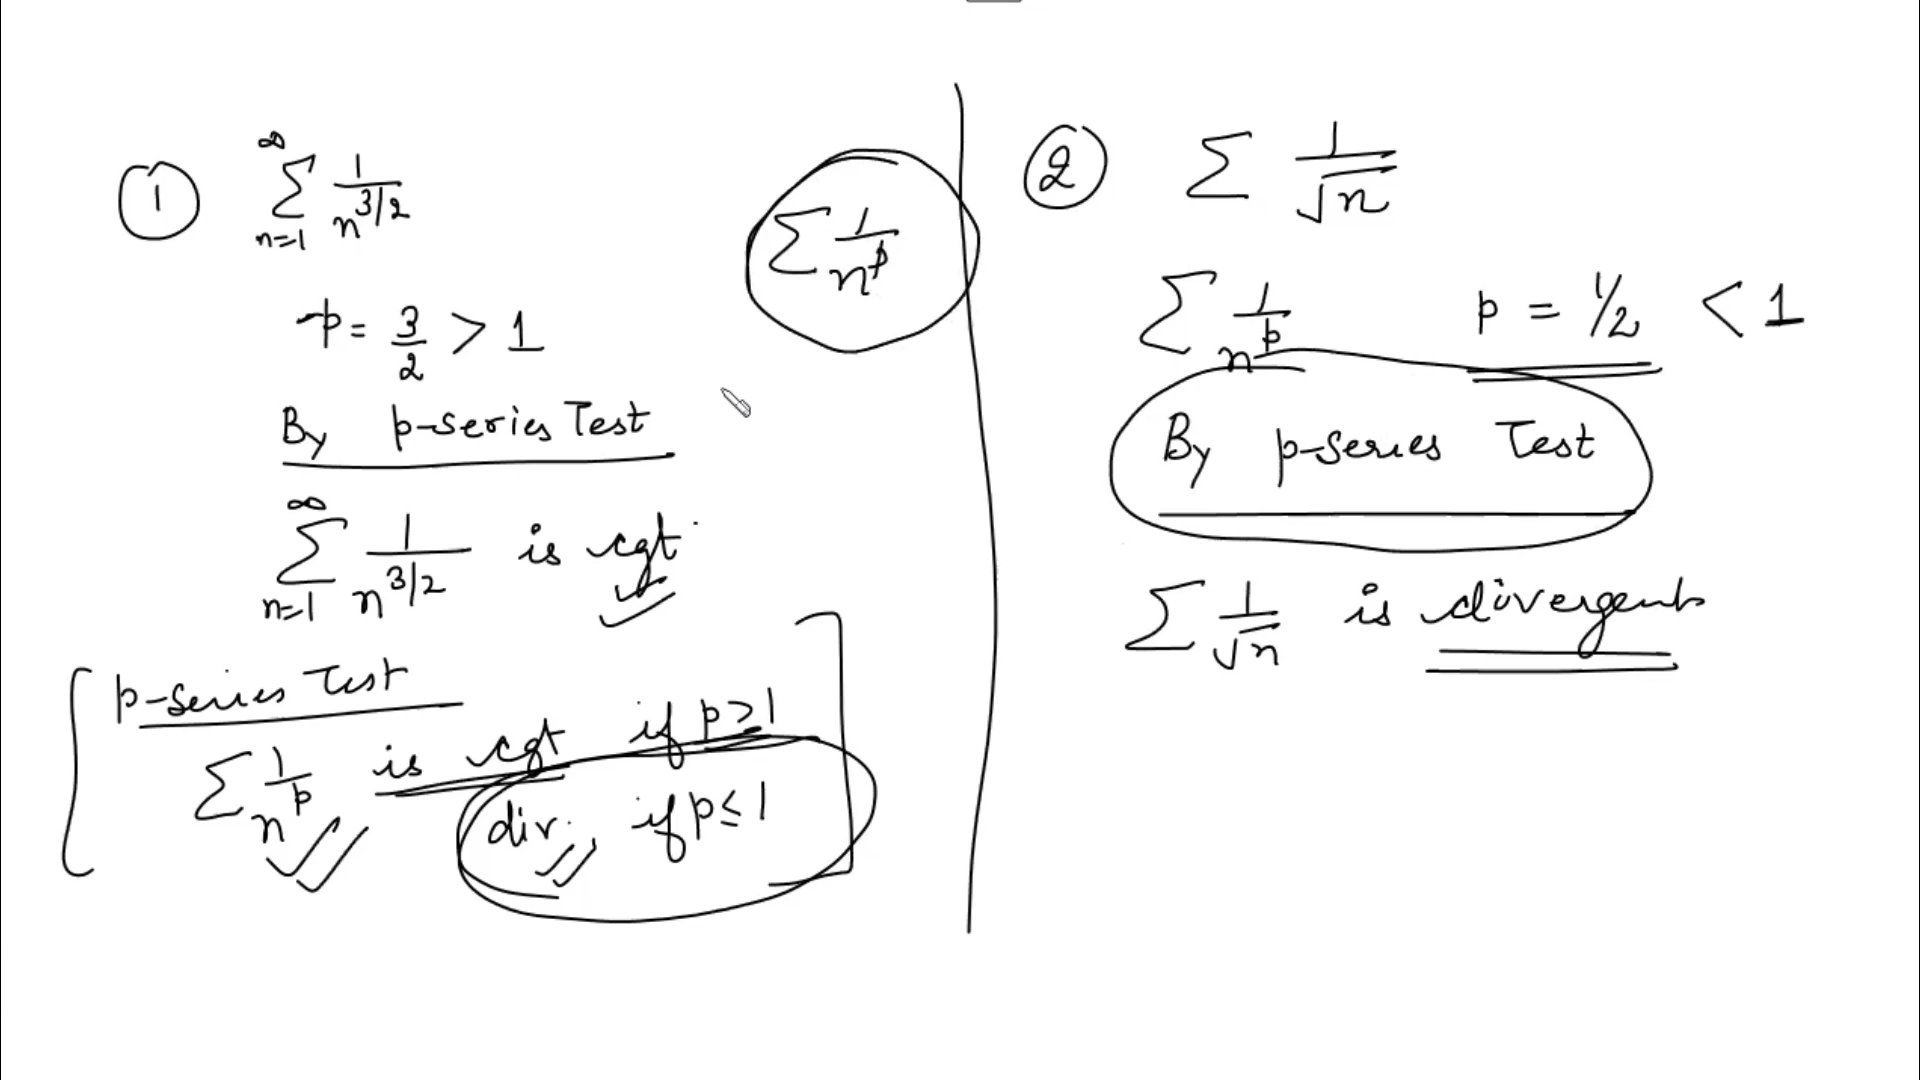 ① ∞∑n=1 1/n^3/2
p = 3/2 > 1
By p-series Test
∞∑n=1 1/n^3/2 is cgt.
p-series Test
∑ 1/n^p is cgt if p>1
div. if p≤1
∑ 1/n^p
② ∑ 1/√n
∑ 1/n^p p = 1/2 < 1
By p-series Test
∑ 1/√n is divergent